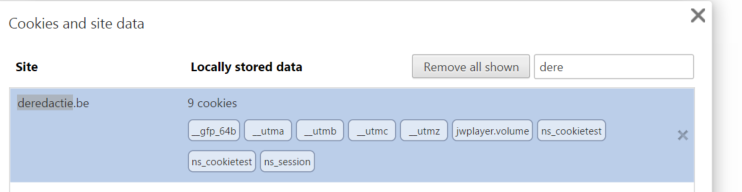 Cookies and site data
Site Locally stored data Remove all shown dere
deredactie.be 9 cookies
__gfp_64b __utma __utmb __utmc __utmz jwplayer.volume ns_cookietest
ns_cookietest ns_session